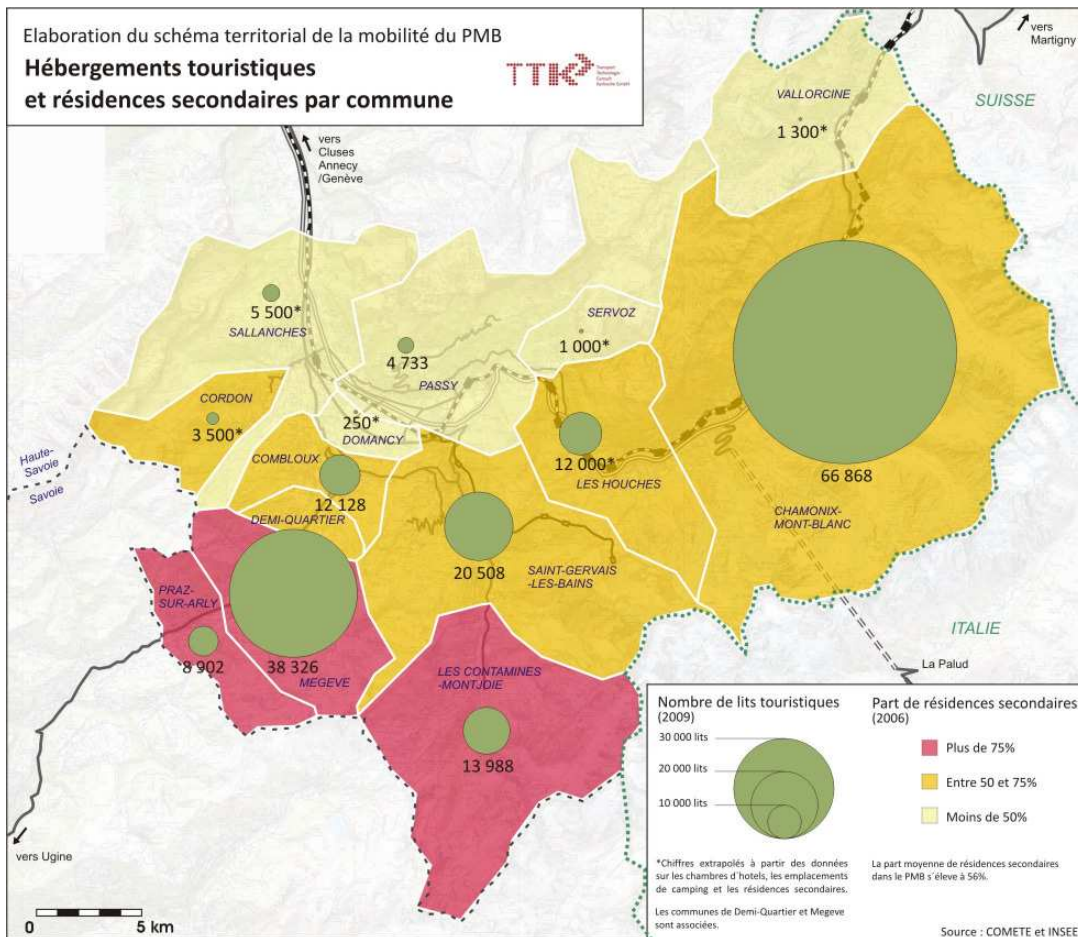 Elaboration du schéma territorial de la mobilité du PMB
Hébergements touristiques
et résidences secondaires par commune
TTK
Transport
Technologie
Consult
Karlsruhe GmbH
vers
Martigny
SUISSE
VALLORCINE
1 300*
vers
Cluses
Annecy
/Genève
5 500*
SALLANCHES
4 733
PASSY
SERVOZ
1 000*
CORDON
3 500*
250*
DOMANCY
COMBLOUX
12 128
12 000*
LES HOUCHES
66 868
CHAMONIX-
MONT-BLANC
Haute-
Savoie
Savoie
DEMI-QUARTIER
20 508
SAINT-GERVAIS
-LES-BAINS
PRAZ-
SUR-ARLY
8 902
38 326
MEGEVE
LES CONTAMINES
-MONTJOIE
13 988
ITALIE
La Palud
vers Ugine
0 5 km
Nombre de lits touristiques
(2009)
30 000 lits
20 000 lits
10 000 lits
*Chiffres extrapolés à partir des données
sur les chambres d'hotels, les emplacements
de camping et les résidences secondaires.
Les communes de Demi-Quartier et Megeve
sont associées.
Part de résidences secondaires
(2006)
Plus de 75%
Entre 50 et 75%
Moins de 50%
La part moyenne de résidences secondaires
dans le PMB s'éleve à 56%.
Source : COMETE et INSEE